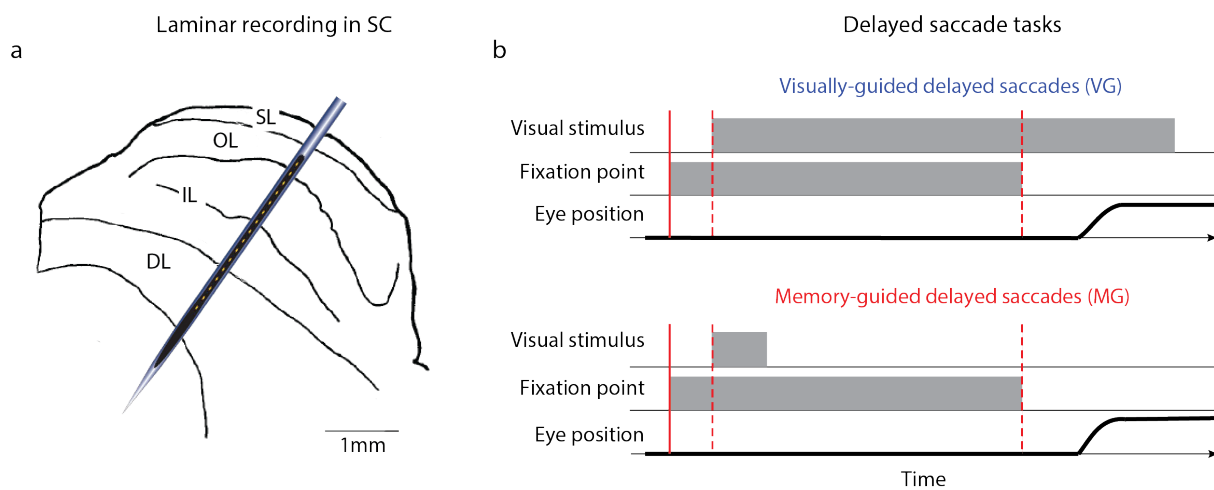 Laminar recording in SC
a
SL
OL
IL
DL
1mm
Delayed saccade tasks
b
Visually-guided delayed saccades (VG)
Visual stimulus
Fixation point
Eye position
Memory-guided delayed saccades (MG)
Visual stimulus
Fixation point
Eye position
Time